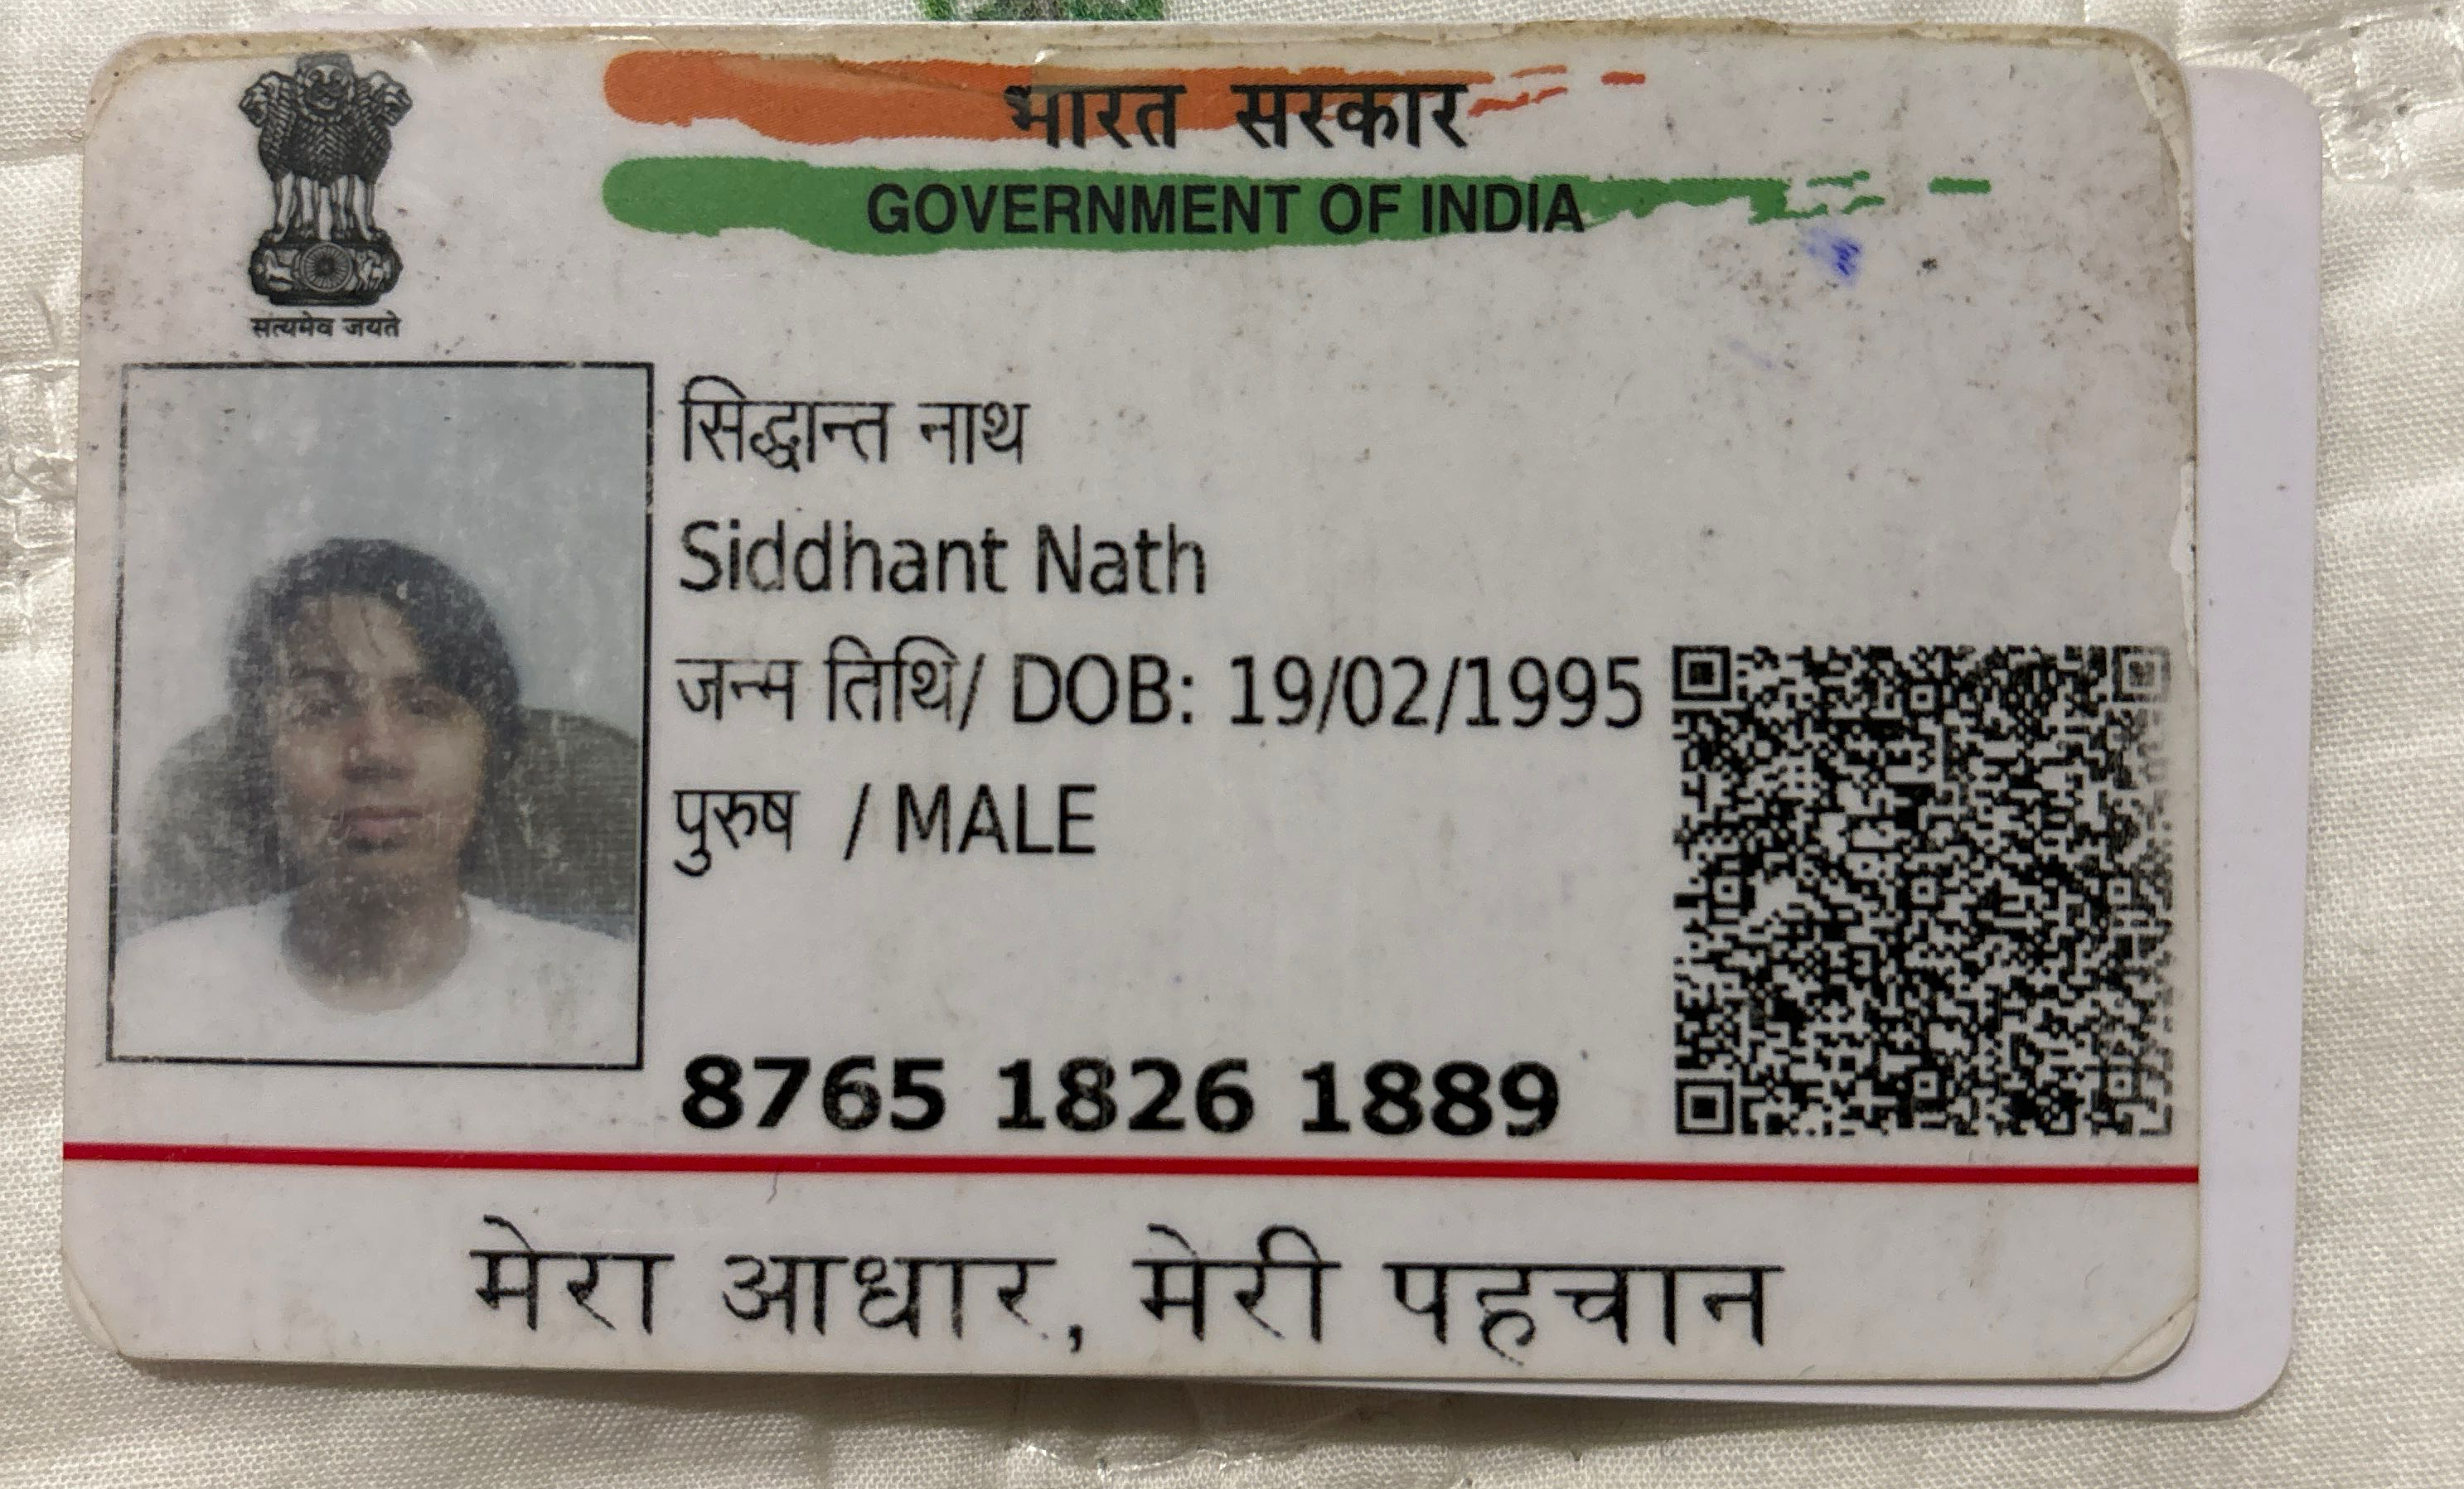 भारत सरकार
GOVERNMENT OF INDIA
सत्यमेव जयते
सिद्धान्त नाथ
Siddhant Nath
जन्म तिथि/ DOB: 19/02/1995
पुरुष / MALE
8765 1826 1889
मेरा आधार, मेरी पहचान